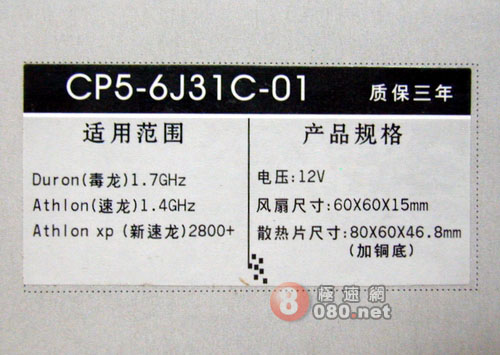 CP5-6J31C-01 质保三年
适用范围
Duron(毒龙)1.7GHz
Athlon(速龙)1.4GHz
Athlon xp (新速龙)2800+
产品规格
电压:12V
风扇尺寸:60X60X15mm
散热片尺寸:80X60X46.8mm
(加铜底)
8 極速網
080.net